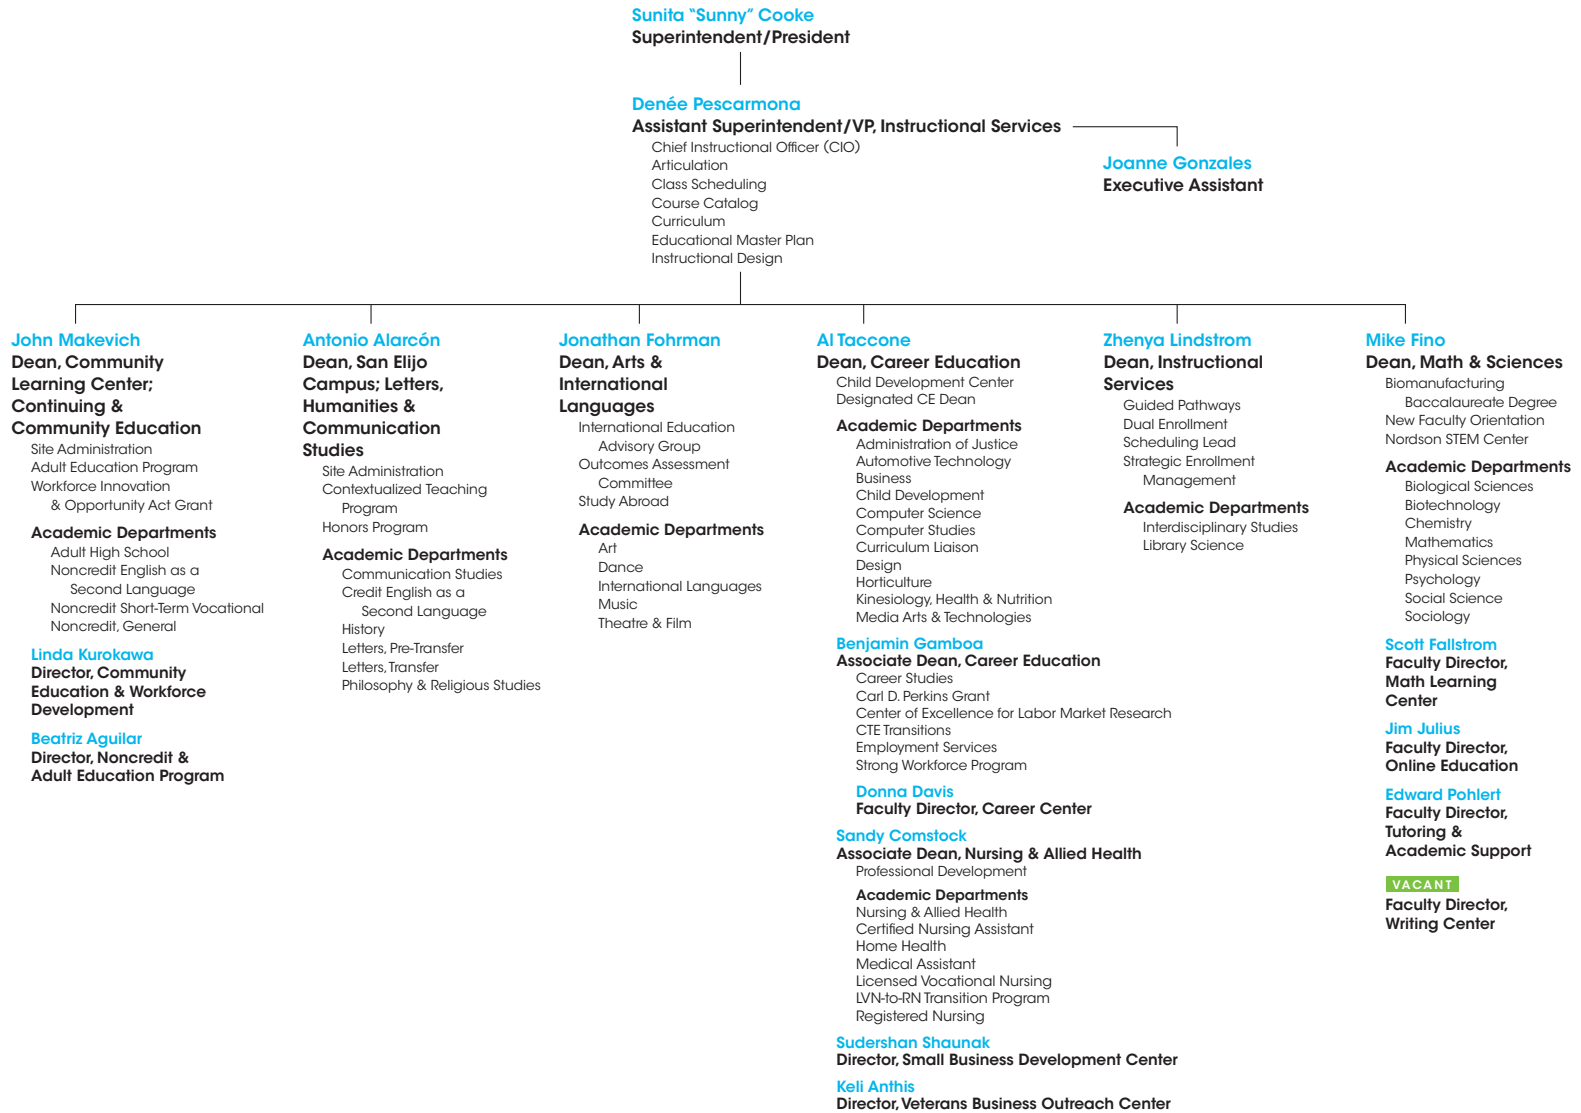 Sunita “Sunny” Cooke
Superintendent/President
Denée Pescarmona
Assistant Superintendent/VP, Instructional Services
Chief Instructional Officer (CIO)
Articulation
Class Scheduling
Course Catalog
Curriculum
Educational Master Plan
Instructional Design
Joanne Gonzales
Executive Assistant
John Makevich
Dean, Community
Learning Center;
Continuing &
Community Education
Site Administration
Adult Education Program
Workforce Innovation
& Opportunity Act Grant
Academic Departments
Adult High School
Noncredit English as a
Second Language
Noncredit Short-Term Vocational
Noncredit, General
Linda Kurokawa
Director, Community
Education & Workforce
Development
Beatriz Aguilar
Director, Noncredit &
Adult Education Program
Antonio Alarcón
Dean, San Elijo
Campus; Letters,
Humanities &
Communication
Studies
Site Administration
Contextualized Teaching
Program
Honors Program
Academic Departments
Communication Studies
Credit English as a
Second Language
History
Letters, Pre-Transfer
Letters, Transfer
Philosophy & Religious Studies
Jonathan Fohrman
Dean, Arts &
International
Languages
International Education
Advisory Group
Outcomes Assessment
Committee
Study Abroad
Academic Departments
Art
Dance
International Languages
Music
Theatre & Film
Al Taccone
Dean, Career Education
Child Development Center
Designated CE Dean
Academic Departments
Administration of Justice
Automotive Technology
Business
Child Development
Computer Science
Computer Studies
Curriculum Liaison
Design
Horticulture
Kinesiology, Health & Nutrition
Media Arts & Technologies
Benjamin Gamboa
Associate Dean, Career Education
Career Studies
Carl D. Perkins Grant
Center of Excellence for Labor Market Research
CTE Transitions
Employment Services
Strong Workforce Program
Donna Davis
Faculty Director, Career Center
Sandy Comstock
Associate Dean, Nursing & Allied Health
Professional Development
Academic Departments
Nursing & Allied Health
Certified Nursing Assistant
Home Health
Medical Assistant
Licensed Vocational Nursing
LVN-to-RN Transition Program
Registered Nursing
Sudershan Shaunak
Director, Small Business Development Center
Keli Anthis
Director, Veterans Business Outreach Center
Zhenya Lindstrom
Dean, Instructional
Services
Guided Pathways
Dual Enrollment
Scheduling Lead
Strategic Enrollment
Management
Academic Departments
Interdisciplinary Studies
Library Science
Mike Fino
Dean, Math & Sciences
Biomanufacturing
Baccalaureate Degree
New Faculty Orientation
Nordson STEM Center
Academic Departments
Biological Sciences
Biotechnology
Chemistry
Mathematics
Physical Sciences
Psychology
Social Science
Sociology
Scott Fallstrom
Faculty Director,
Math Learning
Center
Jim Julius
Faculty Director,
Online Education
Edward Pohlert
Faculty Director,
Tutoring &
Academic Support
VACANT
Faculty Director,
Writing Center